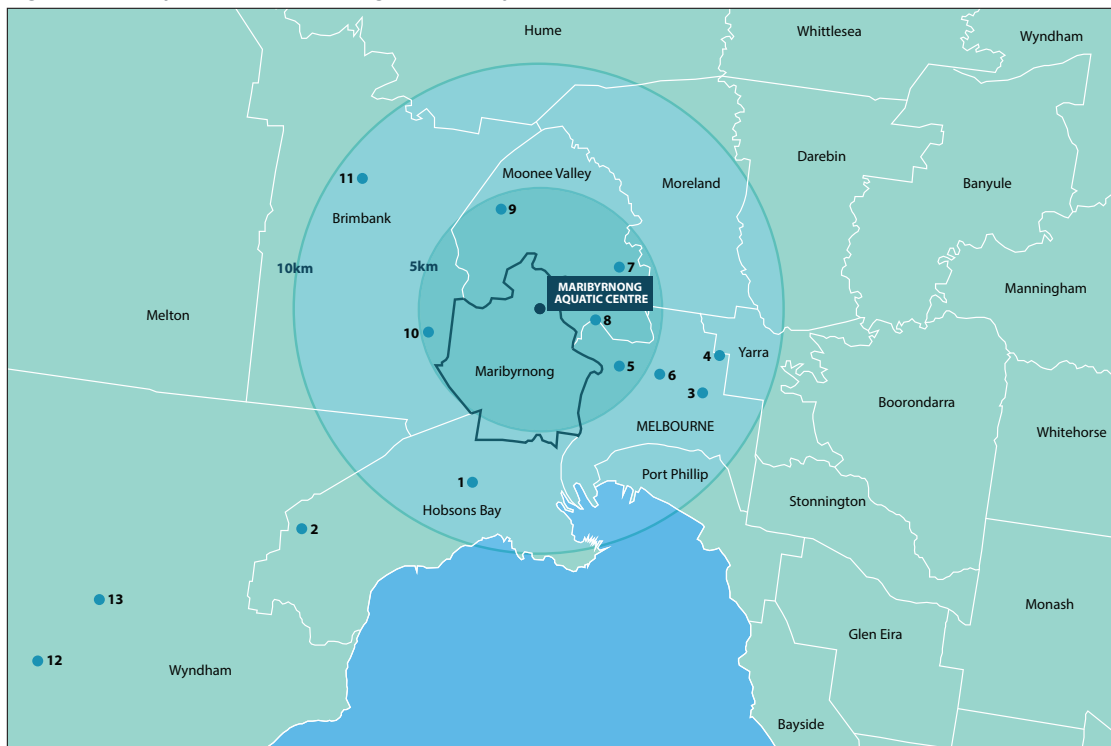 Hume
Whittlesea
Wyndham
Darebin
Banyule
Moonee Valley
Moreland
11
Brimbank
9
10km
5km
7
Manningham
MARIBYRNONG
AQUATIC CENTRE
Melton
8
10
Yarra
4
Maribyrnong
5
6
3
Boorondarra
MELBOURNE
Whitehorse
Port Phillip
1
Stonnington
Hobsons Bay
2
13
Monash
Glen Eira
12
Wyndham
Bayside